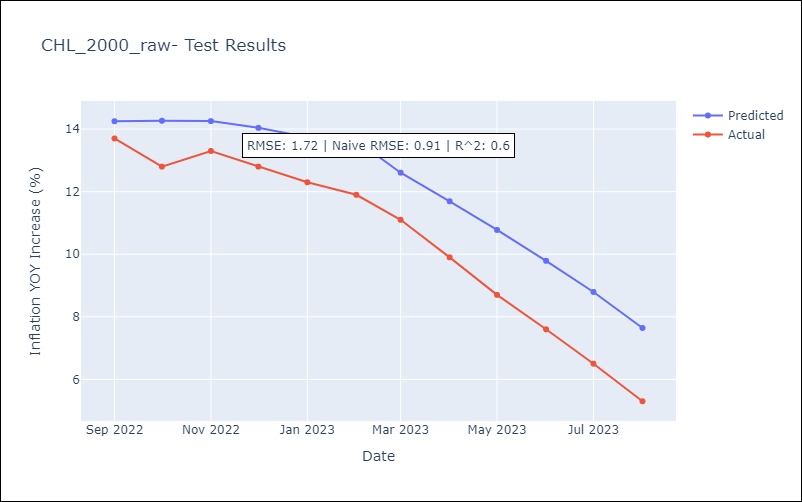 CHL_2000_raw- Test Results
Predicted
Actual
RMSE: 1.72 | Naive RMSE: 0.91 | R^2: 0.6
Inflation YOY Increase (%)
14
12
10
8
6
Sep 2022
Nov 2022
Jan 2023
Mar 2023
May 2023
Jul 2023
Date